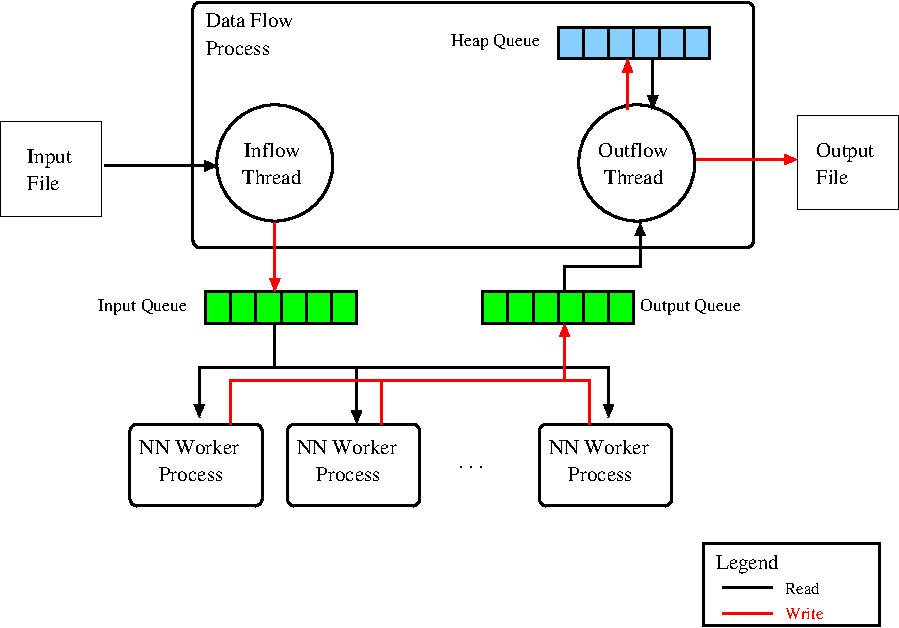 Data Flow
Process
Heap Queue
Input
File
Inflow
Thread
Outflow
Thread
Output
File
Input Queue
Output Queue
NN Worker
Process
NN Worker
Process
. . .
NN Worker
Process
Legend
Read
Write